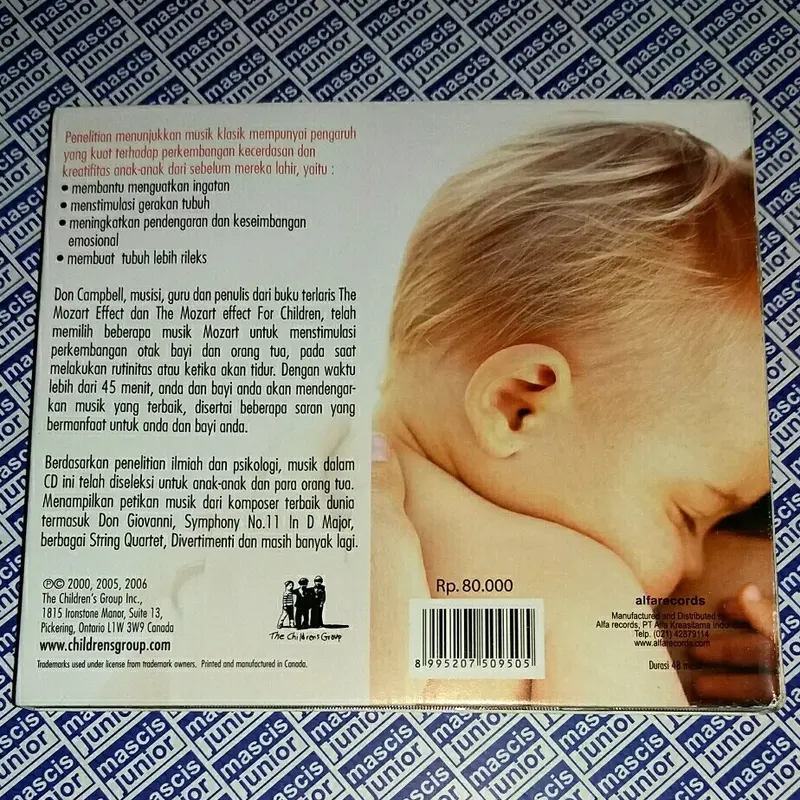 Penelitian menunjukkan musik klasik mempunyai pengaruh
yang kuat terhadap perkembangan kecerdasan dan
kreatifitas anak-anak dari sebelum mereka lahir, yaitu :
• membantu menguatkan ingatan
• menstimulasi gerakan tubuh
• meningkatkan pendengaran dan keseimbangan
emosional
• membuat tubuh lebih rileks
Don Campbell, musisi, guru dan penulis dari buku terlaris The
Mozart Effect dan The Mozart effect For Children, telah
memilih beberapa musik Mozart untuk menstimulasi
perkembangan otak bayi dan orang tua, pada saat
melakukan rutinitas atau ketika akan tidur. Dengan waktu
lebih dari 45 menit, anda dan bayi anda akan mendengar-
kan musik yang terbaik, disertai beberapa saran yang
bermanfaat untuk anda dan bayi anda.
Berdasarkan penelitian ilmiah dan psikologi, musik dalam
CD ini telah diseleksi untuk anak-anak dan para orang tua.
Menampilkan petikan musik dari komposer terbaik dunia
termasuk Don Giovanni, Symphony No.11 In D Major,
berbagai String Quartet, Divertimenti dan masih banyak lagi.
℗© 2000, 2005, 2006
The Children's Group Inc.,
1815 Ironstone Manor, Suite 13,
Pickering, Ontario L1W 3W9 Canada
www.childrensgroup.com
The Childrens Group
Trademarks used under license from trademark owners. Printed and manufactured in Canada.
Rp. 80.000
8 995207 509505
alfarecords
Manufactured and Distributed by
Alfa records, PT Alfa Kreasitama
Telp. (021) 42879114
www.alfarecords.com
Durasi 48
mascis
junior